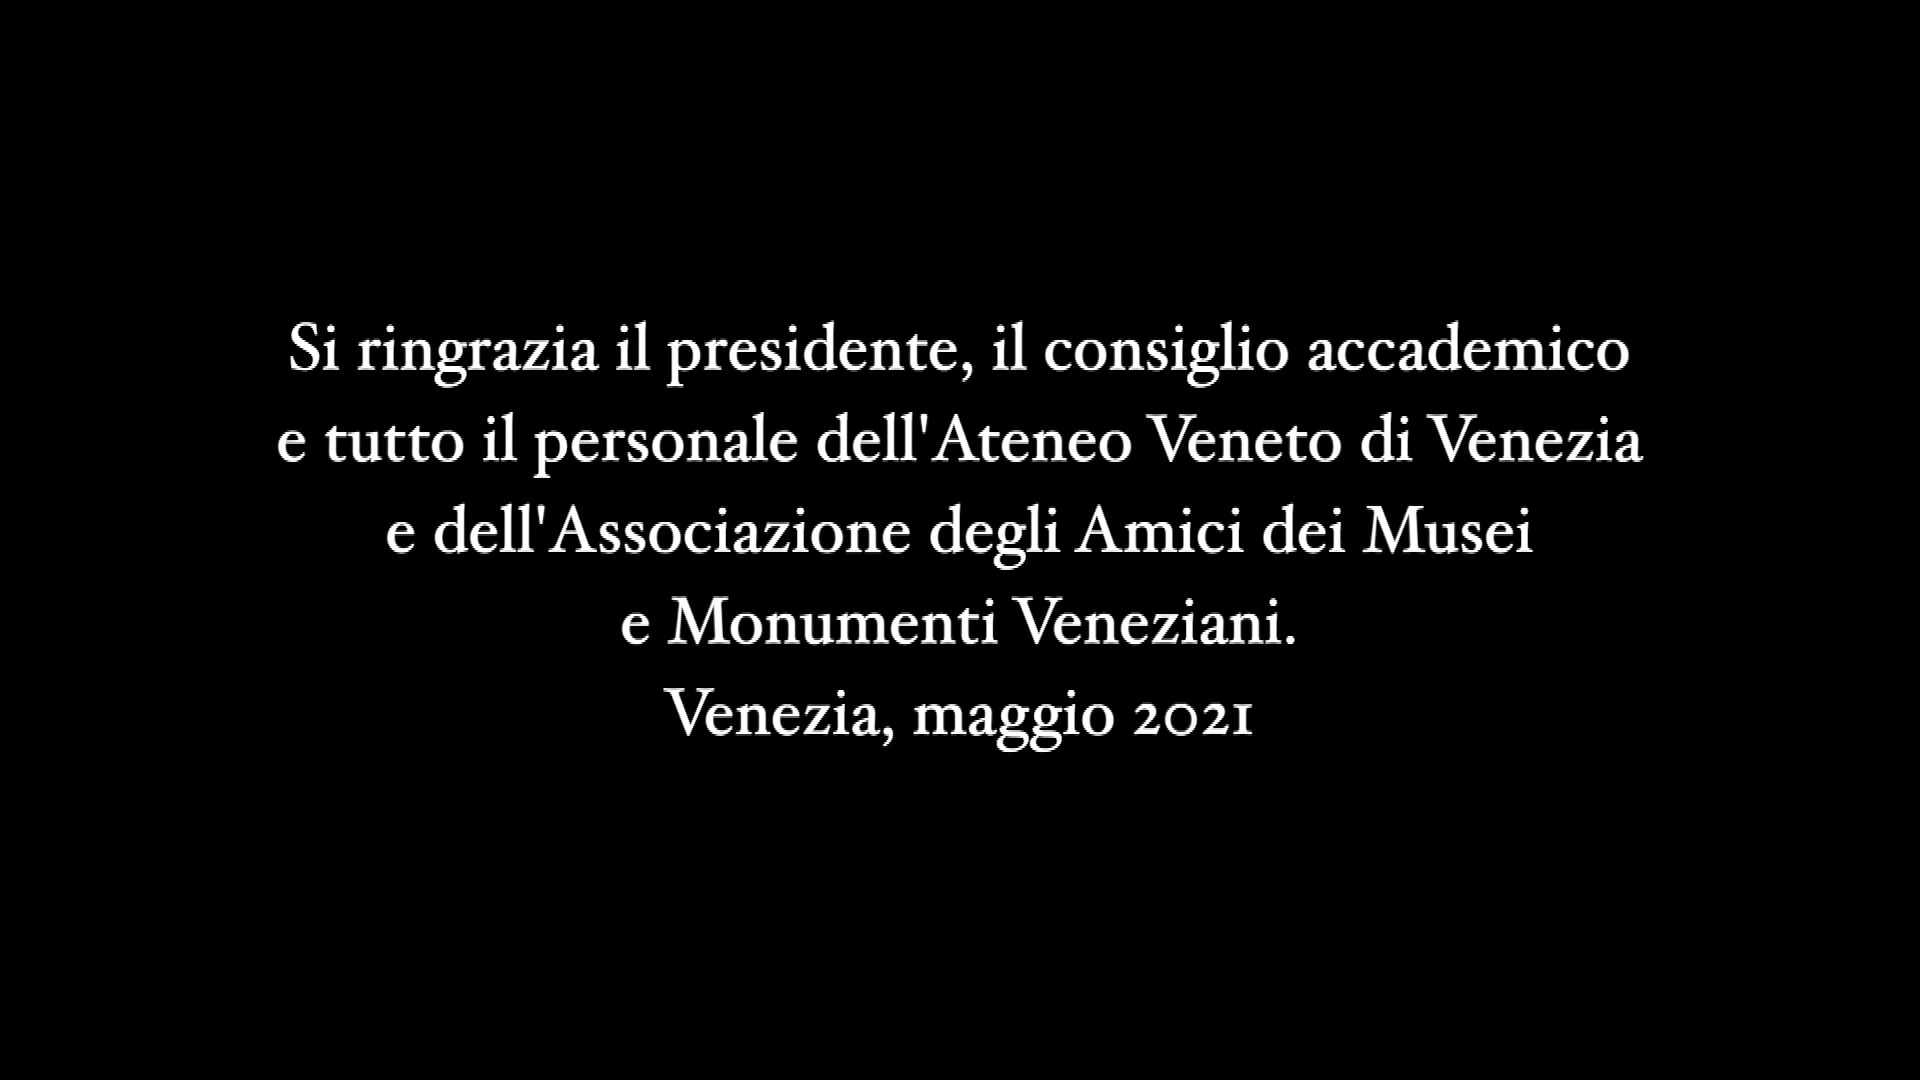 Si ringrazia il presidente, il consiglio accademico
e tutto il personale dell'Ateneo Veneto di Venezia
e dell'Associazione degli Amici dei Musei
e Monumenti Veneziani.
Venezia, maggio 2021